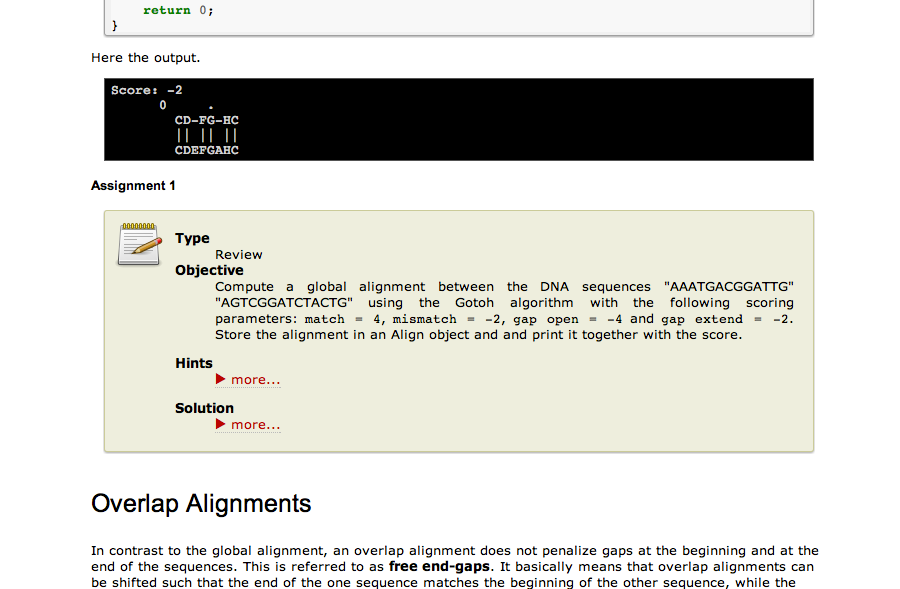 return 0;
}
Here the output.
Score: -2
0 .
CD-FG-HC
|| || ||
CDEFGAHC
Assignment 1
Type
Review
Objective
Compute a global alignment between the DNA sequences "AAATGACGGATTG"
"AGTCGGATCTACTG" using the Gotoh algorithm with the following scoring
parameters: match = 4, mismatch = -2, gap open = -4 and gap extend = -2.
Store the alignment in an Align object and and print it together with the score.
Hints
more...
Solution
more...
Overlap Alignments
In contrast to the global alignment, an overlap alignment does not penalize gaps at the beginning and at the
end of the sequences. This is referred to as free end-gaps. It basically means that overlap alignments can
be shifted such that the end of the one sequence matches the beginning of the other sequence, while the